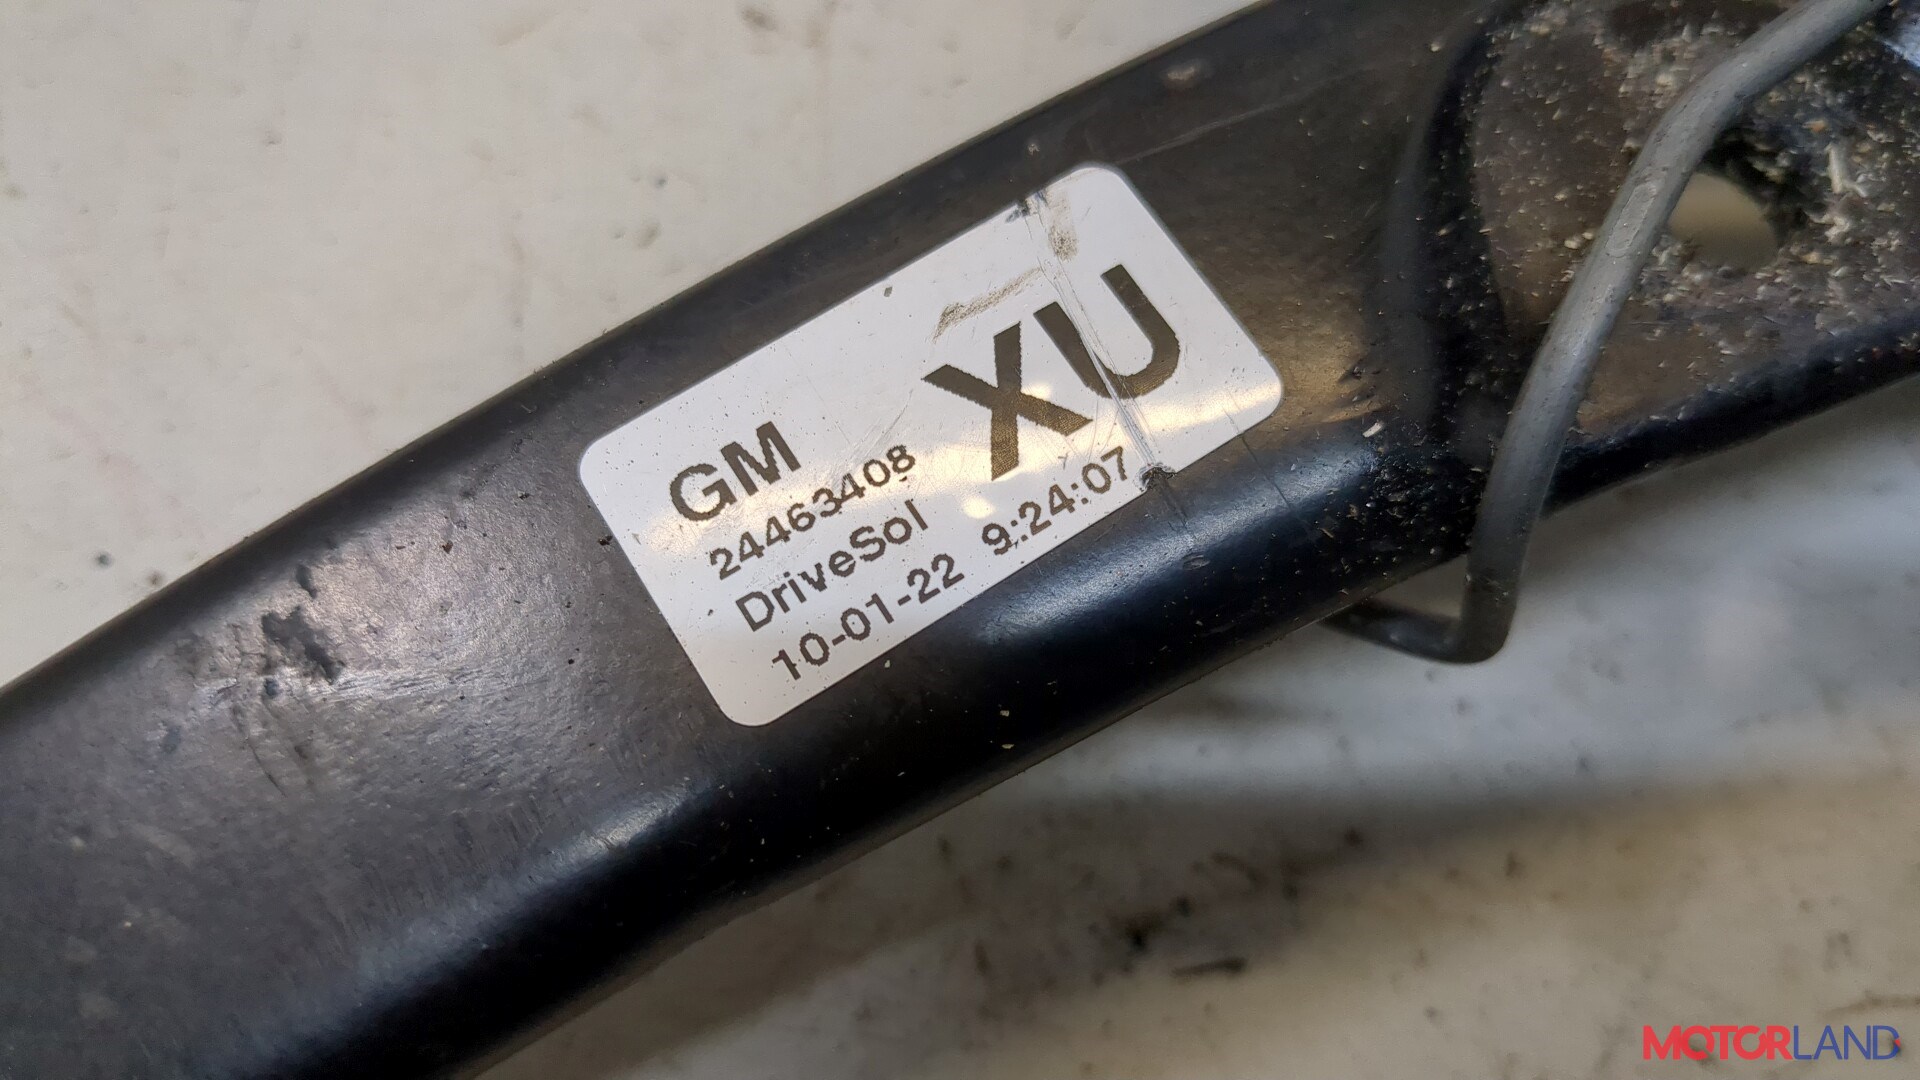 GM XU
24463408
DriveSol
10-01-22 9:24:07
MOTORLAND